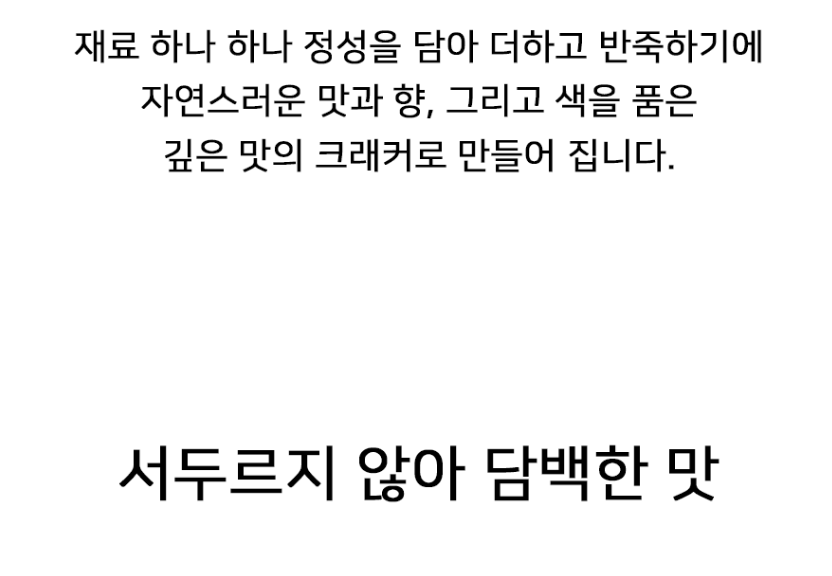 재료 하나 하나 정성을 담아 더하고 반죽하기에
자연스러운 맛과 향, 그리고 색을 품은
깊은 맛의 크래커로 만들어 집니다.
서두르지 않아 담백한 맛